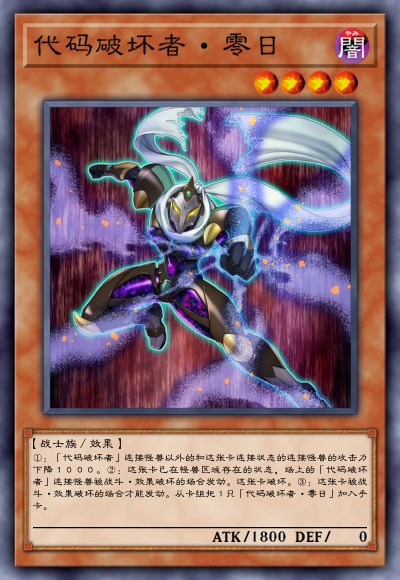 代码破坏者・零日
闇
やみ
【战士族/效果】
①:「代码破坏者」连接怪兽以外的和这张卡连接状态的连接怪兽的攻击力
下降1000。②:这张卡已在怪兽区域存在的状态,场上的「代码破坏
者」连接怪兽被战斗・效果破坏的场合发动。这张卡破坏。③:这张卡被战
斗・效果破坏的场合才能发动。从卡组把1只「代码破坏者・零日」加入手
卡。
ATK/1800 DEF/ 0